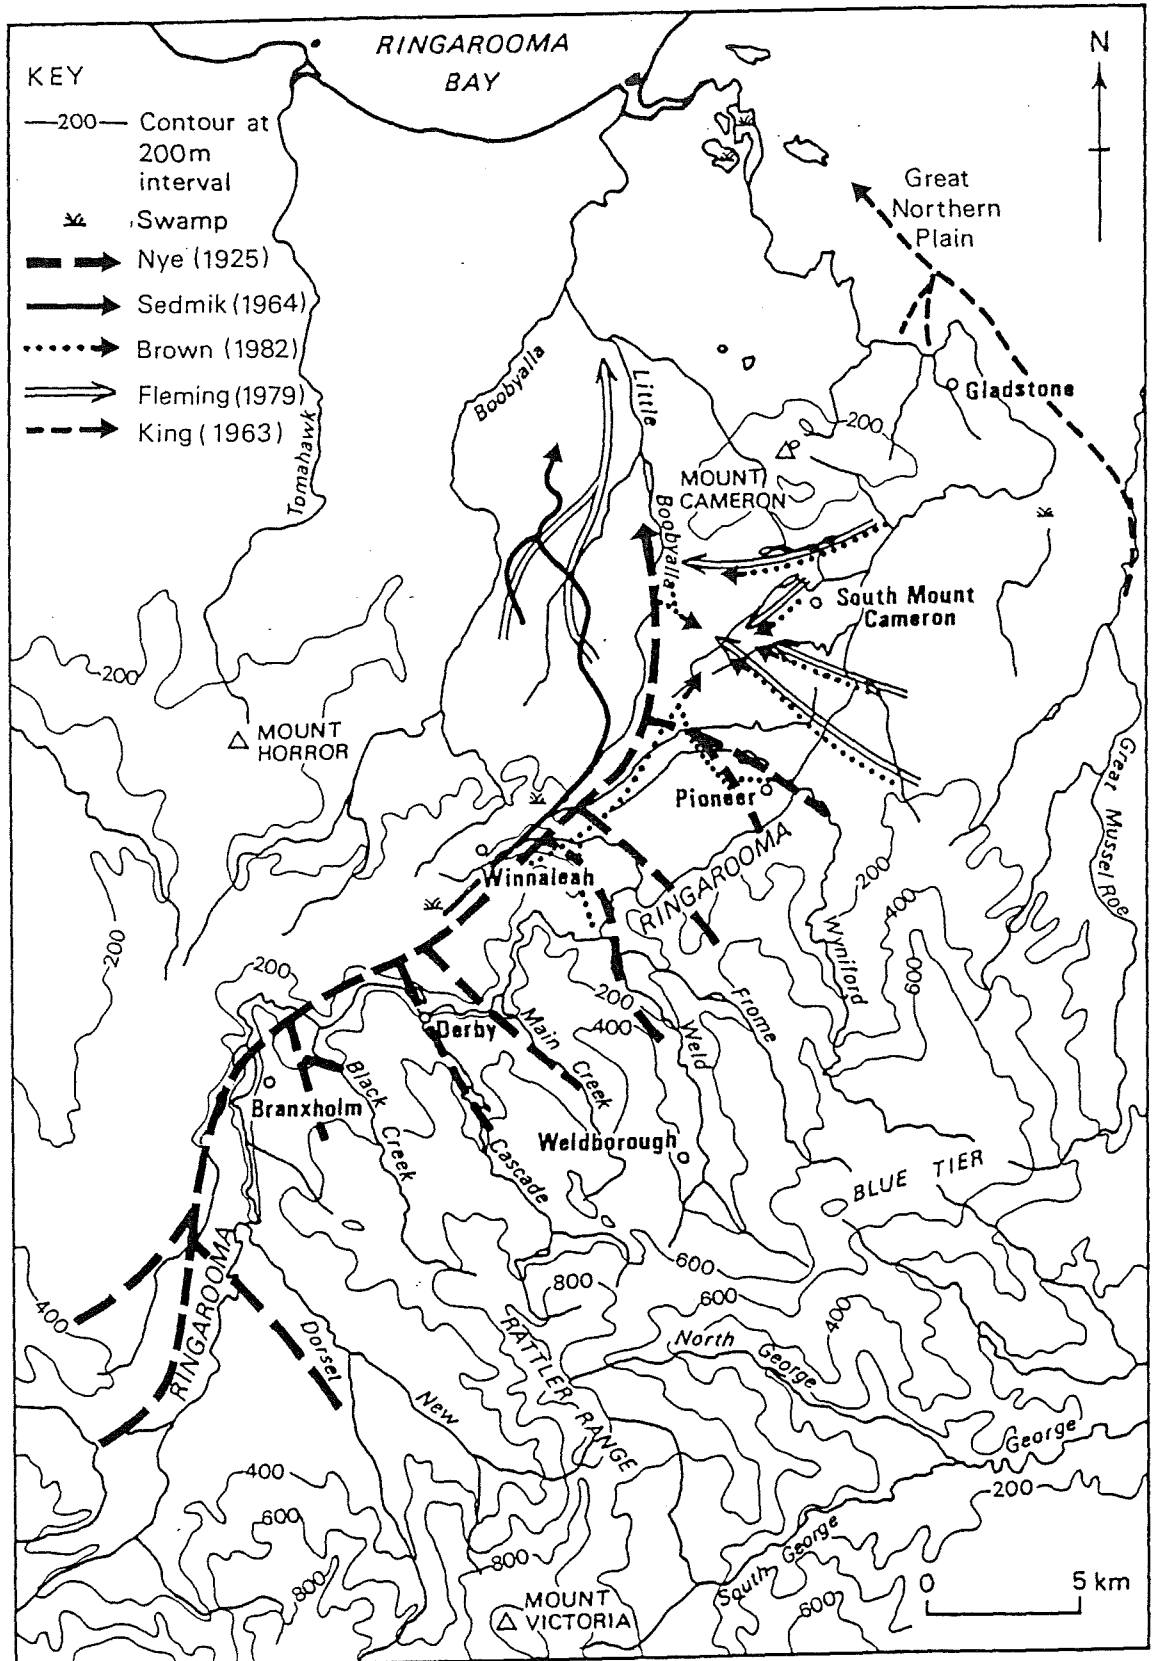 RINGAROOMA
BAY
N
KEY
200
Contour at
200m
interval
Swamp
Nye (1925)
Sedmik (1964)
Brown (1982)
Fleming (1979)
King (1963)
Great
Northern
Plain
Tomahawk
Boobyalla
Little
Boobyalla
Gladstone
200
MOUNT
CAMERON
South Mount
Cameron
200
MOUNT
HORROR
Great Mussel Roe
Pioneer
Winnaleah
RINGAROOMA
200
400
600
Wyniford
200
200
200
400
Frome
Weld
Main
Creek
Derby
Black
Creek
Branxholm
Cascade
Weldborough
BLUE TIER
RINGAROOMA
400
600
800
600
400
Dorset
RATTLER RANGE
North George
New
George
400
600
800
800
200
South George
600
MOUNT
VICTORIA
0 5 km